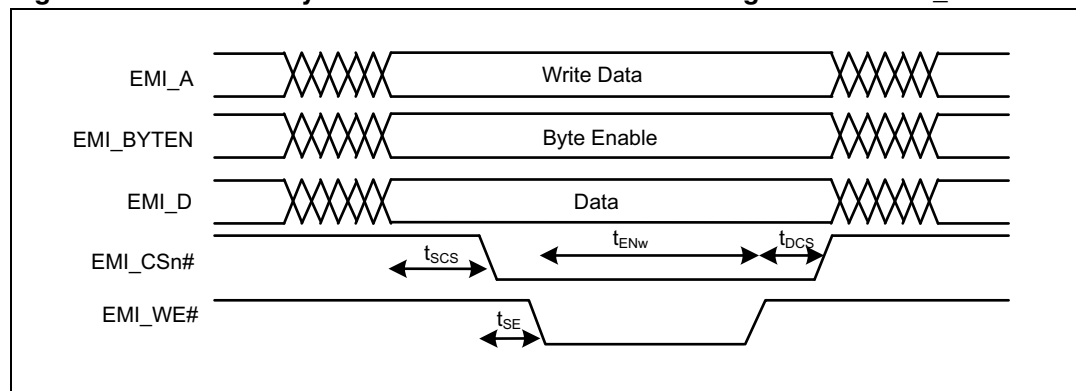 EMI_A
Write Data
EMI_BYTEN
Byte Enable
EMI_D
Data
EMI_CSn#
tSCS
tENw
tDCS
EMI_WE#
tSE